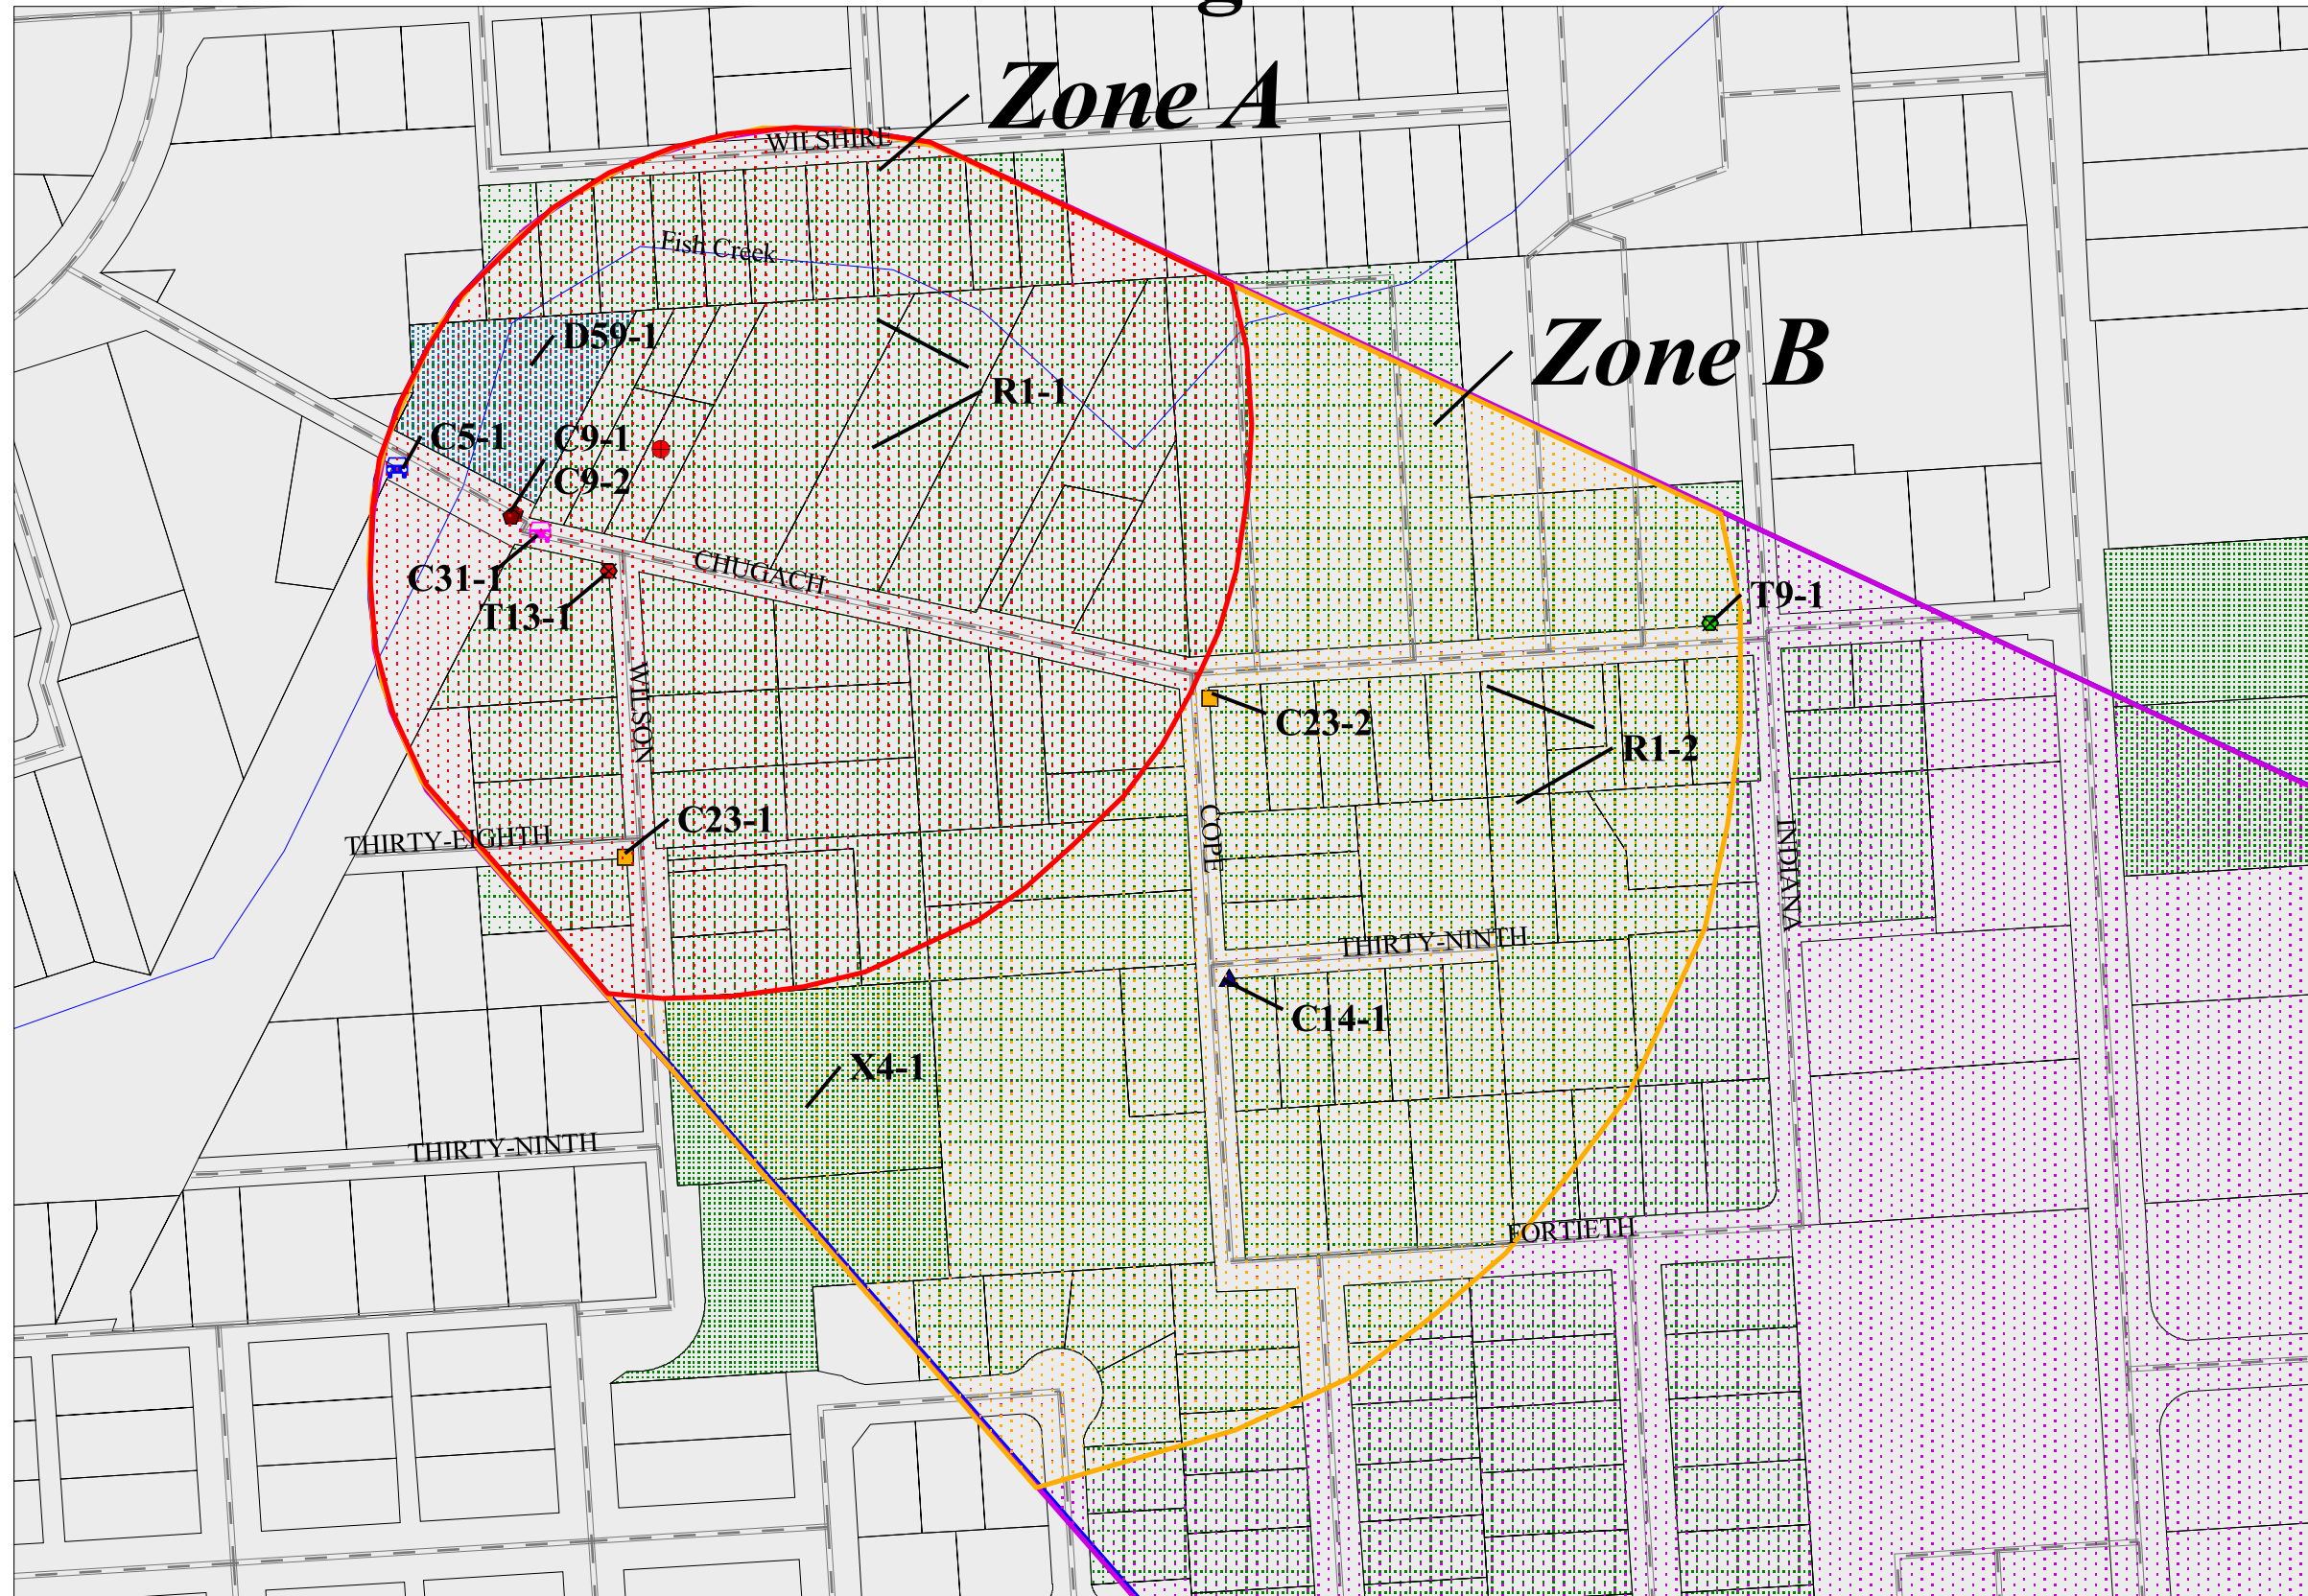 Zone A
WILSHIRE
Fish Creek
D59-1
Zone B
R1-1
C5-1
C9-1
C9-2
CHUGACH
C31-1
T13-1
T9-1
WILSON
C23-2
R1-2
C23-1
THIRTY-EIGHTH
COPE
INDIANA
THIRTY-NINTH
C14-1
X4-1
THIRTY-NINTH
FORTIETH